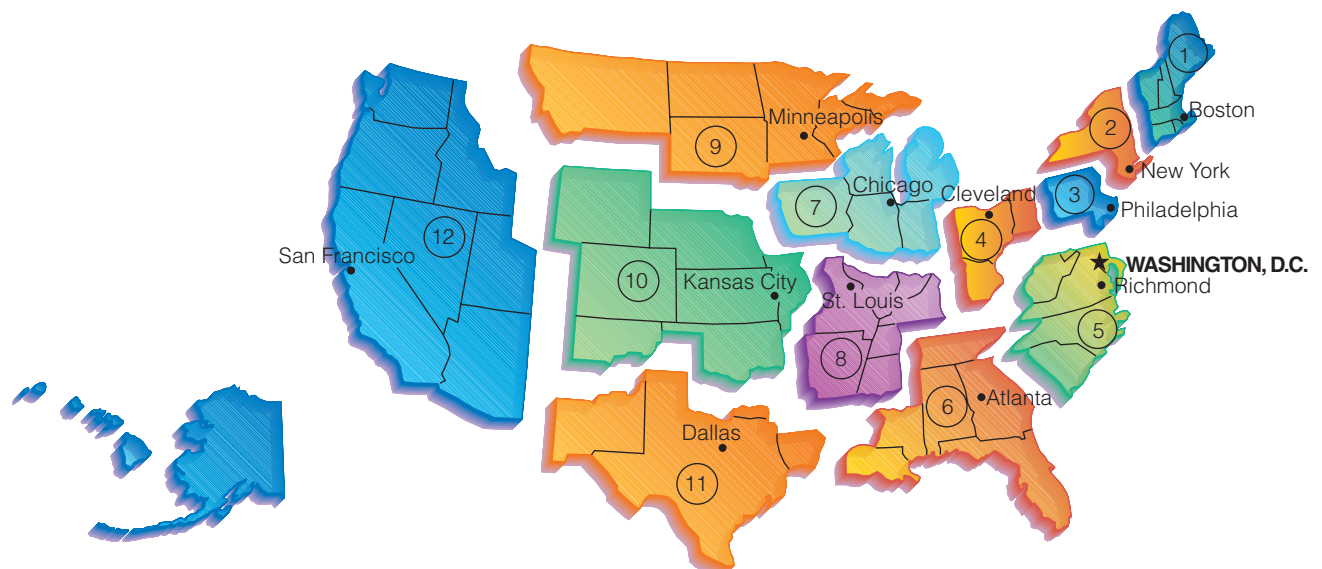 1
Boston
2
Minneapolis
9
New York
Chicago
Cleveland
3
7
Philadelphia
4
12
San Francisco
WASHINGTON, D.C.
10
Kansas City
Richmond
St. Louis
5
8
Atlanta
6
Dallas
11